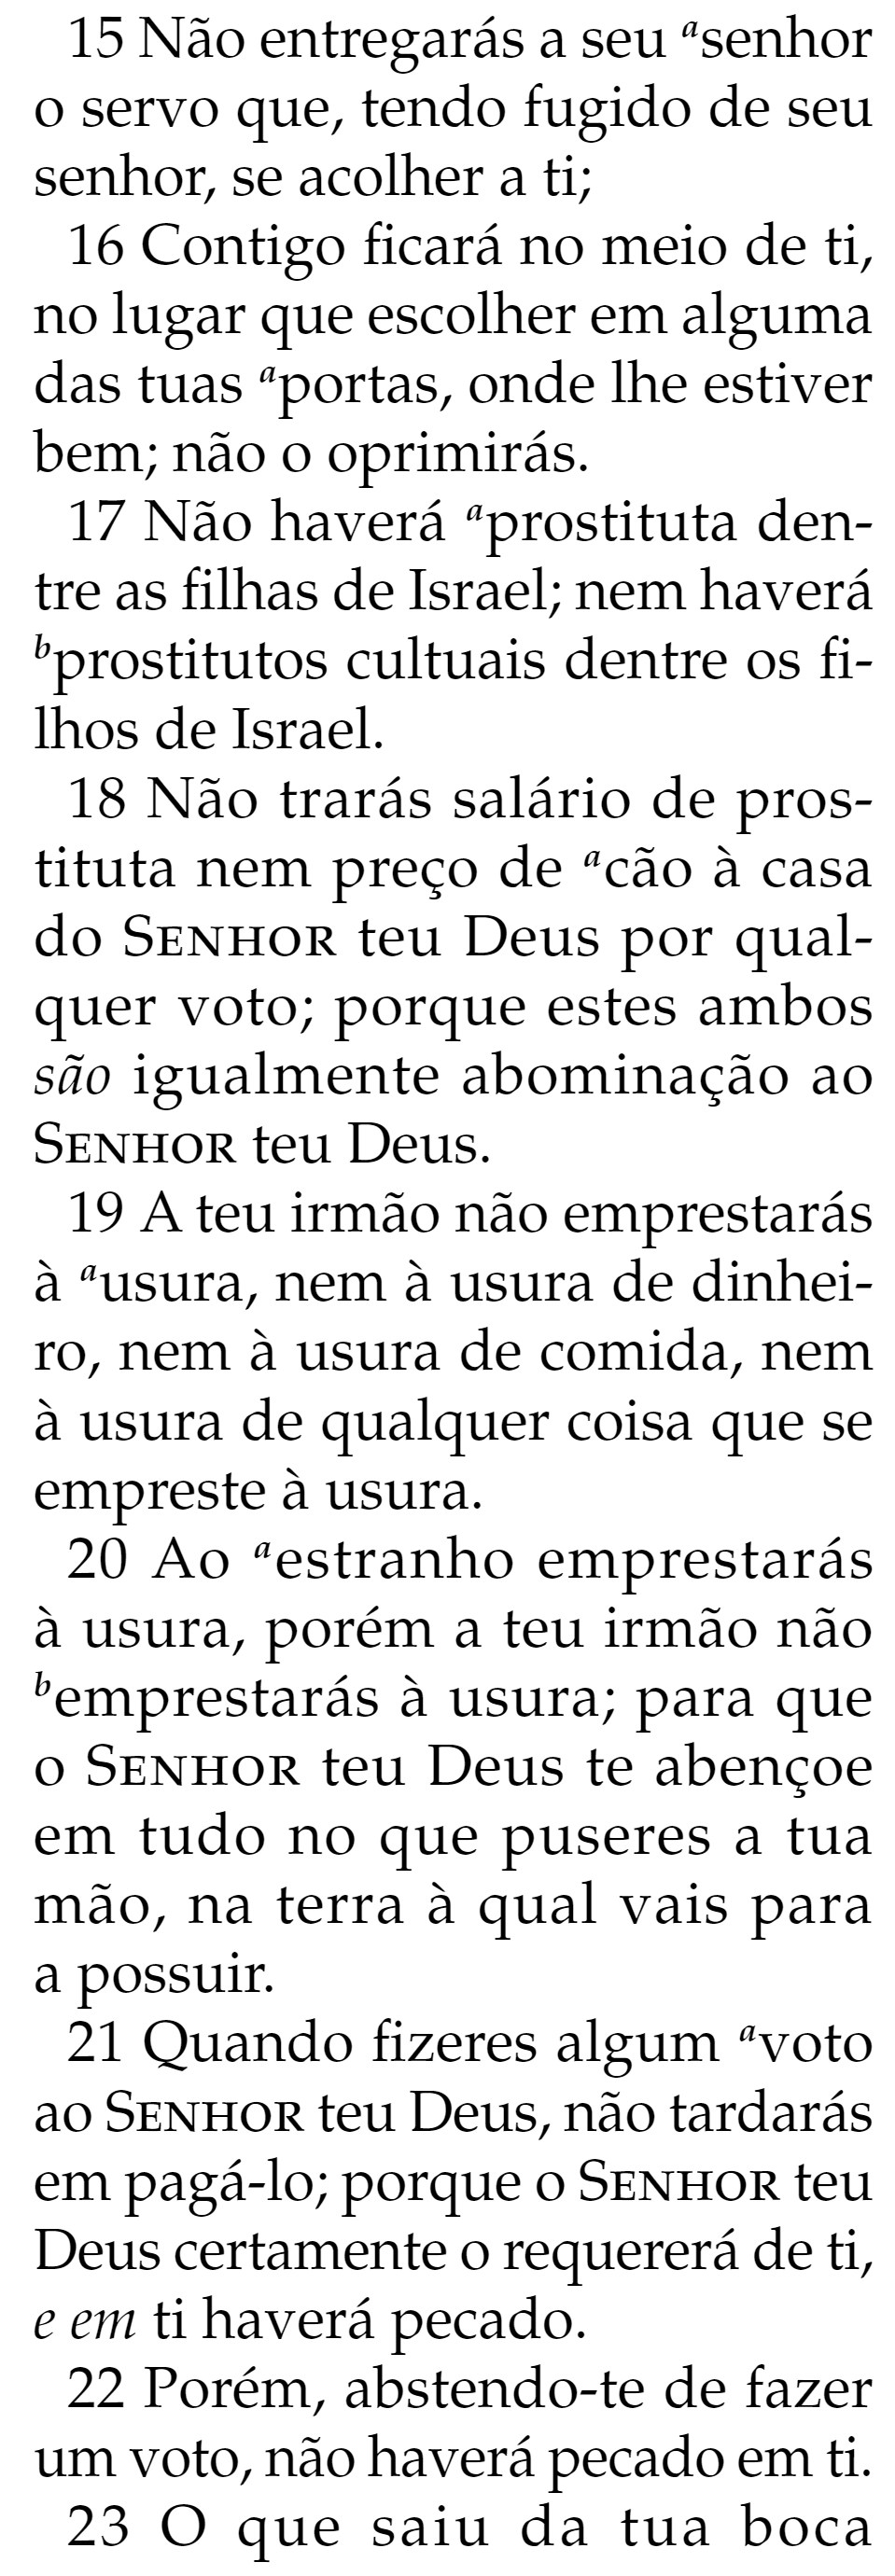 15 Não entregarás a seu ᵃsenhor
o servo que, tendo fugido de seu
senhor, se acolher a ti;
16 Contigo ficará no meio de ti,
no lugar que escolher em alguma
das tuas ᵃportas, onde lhe estiver
bem; não o oprimirás.
17 Não haverá ᵃprostituta den-
tre as filhas de Israel; nem haverá
ᵇprostitutos cultuais dentre os fi-
lhos de Israel.
18 Não trarás salário de pros-
tituta nem preço de ᵃcão à casa
do SENHOR teu Deus por qual-
quer voto; porque estes ambos
são igualmente abominação ao
SENHOR teu Deus.
19 A teu irmão não emprestarás
à ᵃusura, nem à usura de dinhei-
ro, nem à usura de comida, nem
à usura de qualquer coisa que se
empreste à usura.
20 Ao ᵃestranho emprestarás
à usura, porém a teu irmão não
ᵇemprestarás à usura; para que
o SENHOR teu Deus te abençoe
em tudo no que puseres a tua
mão, na terra à qual vais para
a possuir.
21 Quando fizeres algum ᵃvoto
ao SENHOR teu Deus, não tardarás
em pagá-lo; porque o SENHOR teu
Deus certamente o requererá de ti,
e em ti haverá pecado.
22 Porém, abstendo-te de fazer
um voto, não haverá pecado em ti.
23 O que saiu da tua boca